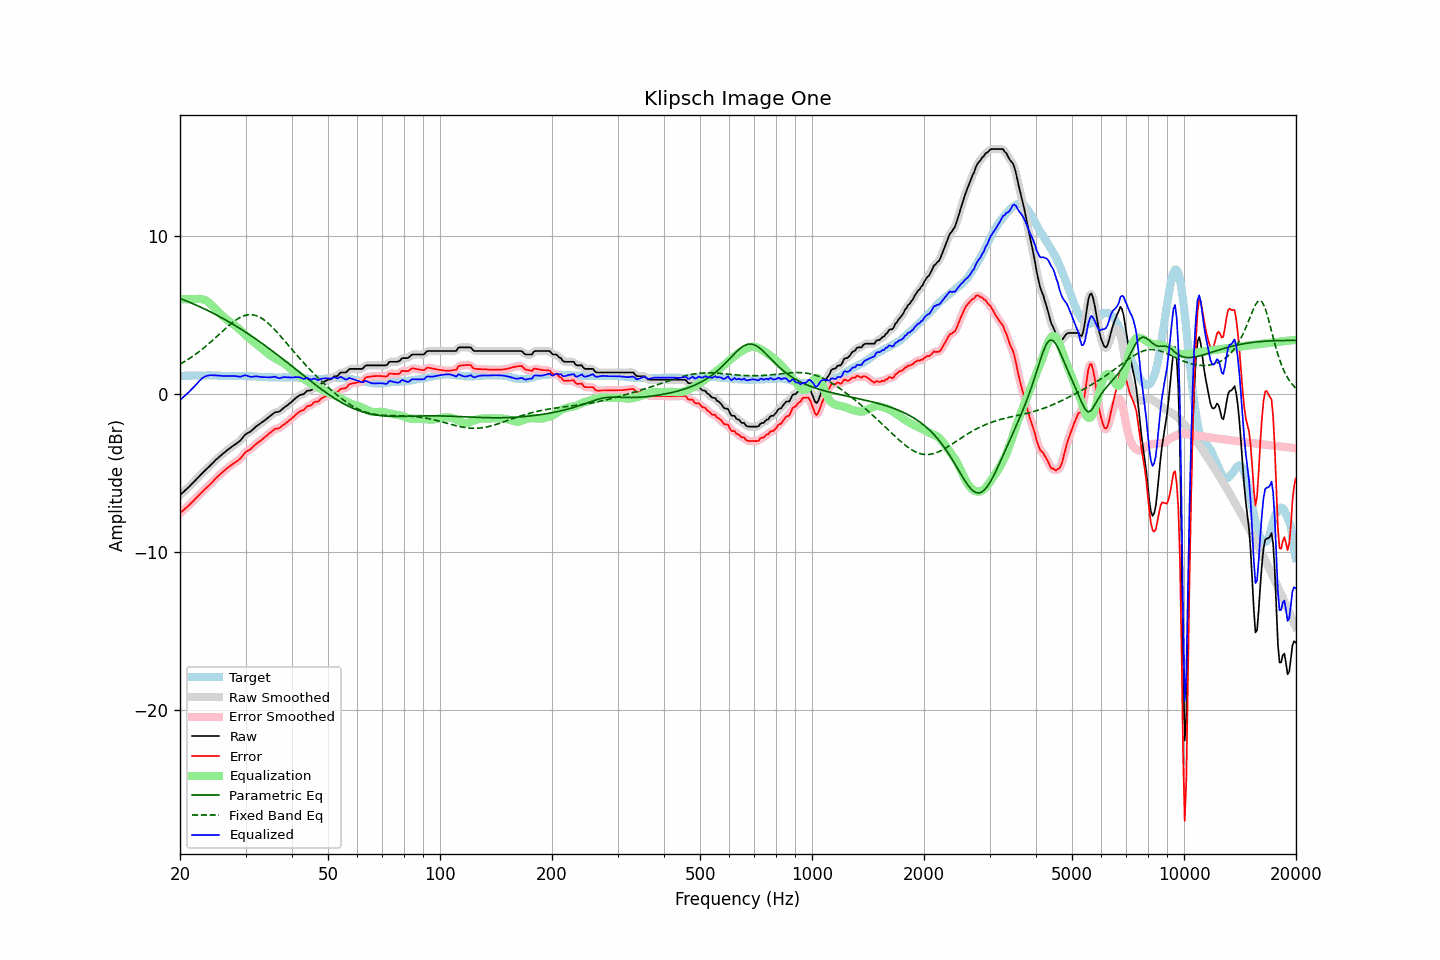 Klipsch Image One
Amplitude (dBr)
10
0
−10
−20
Target
Raw Smoothed
Error Smoothed
Raw
Error
Equalization
Parametric Eq
Fixed Band Eq
Equalized
20 50 100 200 500 1000 2000 5000 10000 20000
Frequency (Hz)